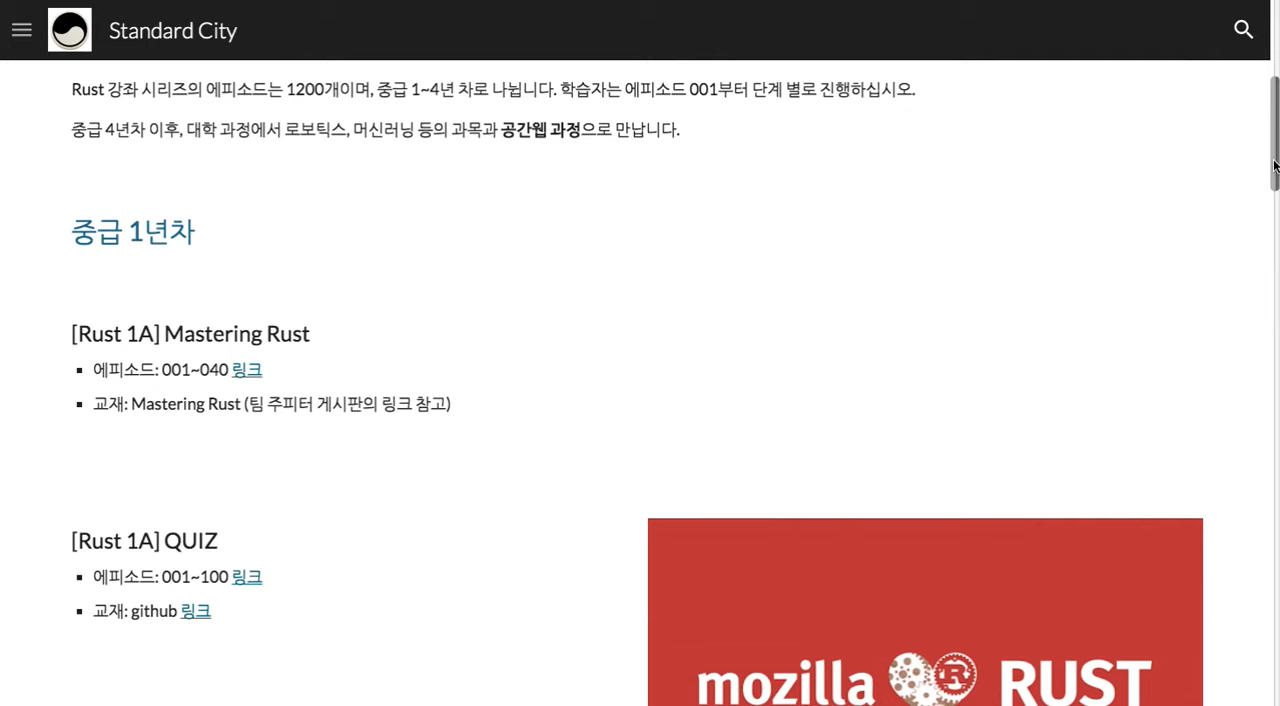 Standard City
Rust 강좌 시리즈의 에피소드는 1200개이며, 중급 1~4년 차로 나뉩니다. 학습자는 에피소드 001부터 단계 별로 진행하십시오.
중급 4년차 이후, 대학 과정에서 로보틱스, 머신러닝 등의 과목과 공간웹 과정으로 만납니다.
중급 1년차
[Rust 1A] Mastering Rust
▪ 에피소드: 001~040 링크
▪ 교재: Mastering Rust (팀 주피터 게시판의 링크 참고)
[Rust 1A] QUIZ
▪ 에피소드: 001~100 링크
▪ 교재: github 링크
mozilla R RUST